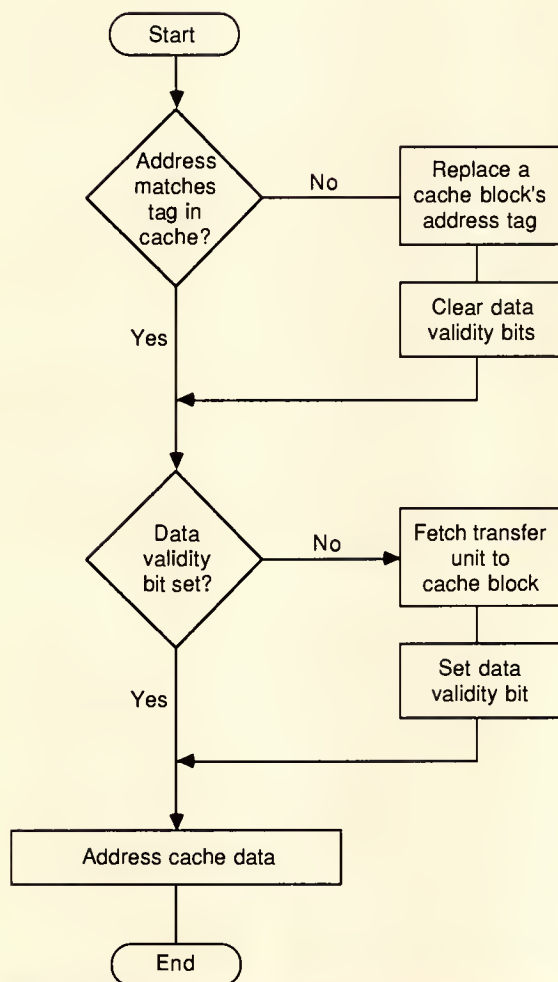 Start
Address
matches
tag in
cache?
No
Replace a
cache block's
address tag
Clear data
validity bits
Yes
Data
validity
bit set?
No
Fetch transfer
unit to
cache block
Set data
validity bit
Yes
Address cache data
End